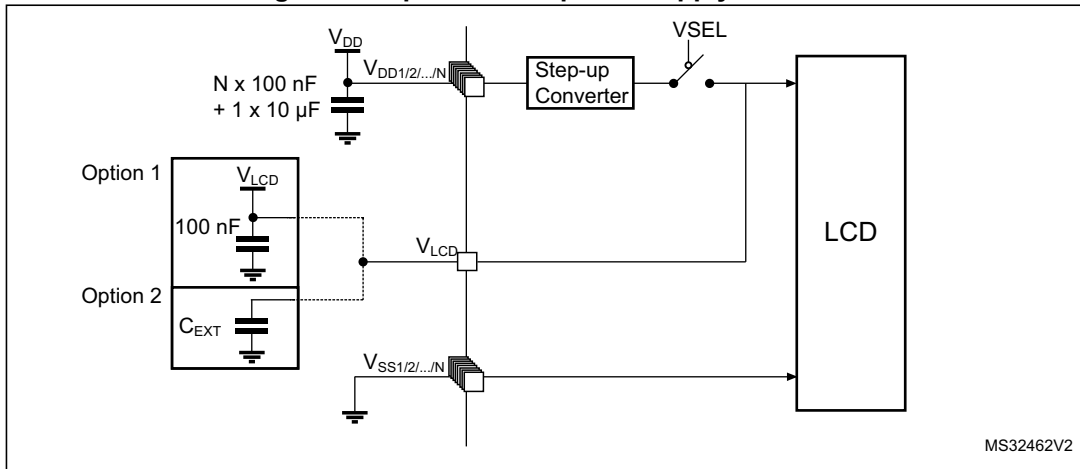 VDD
VSEL
VDD1/2/.../N
N x 100 nF
+ 1 x 10 µF
Step-up
Converter
Option 1
VLCD
100 nF
VLCD
LCD
Option 2
CEXT
VSS1/2/.../N
MS32462V2